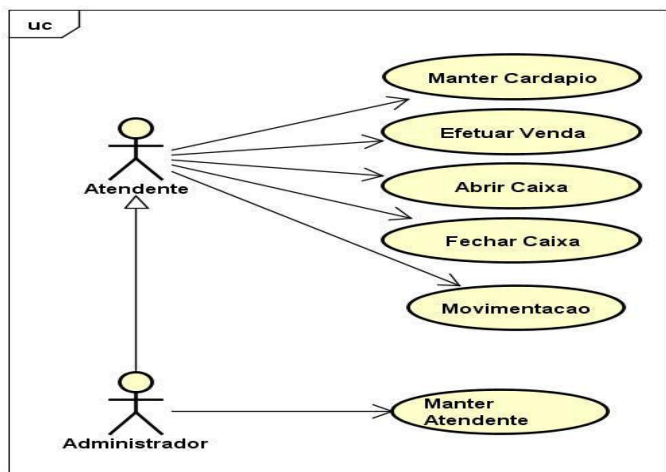 uc
Manter Cardapio
Efetuar Venda
Atendente
Abrir Caixa
Fechar Caixa
Movimentacao
Manter
Atendente
Administrador